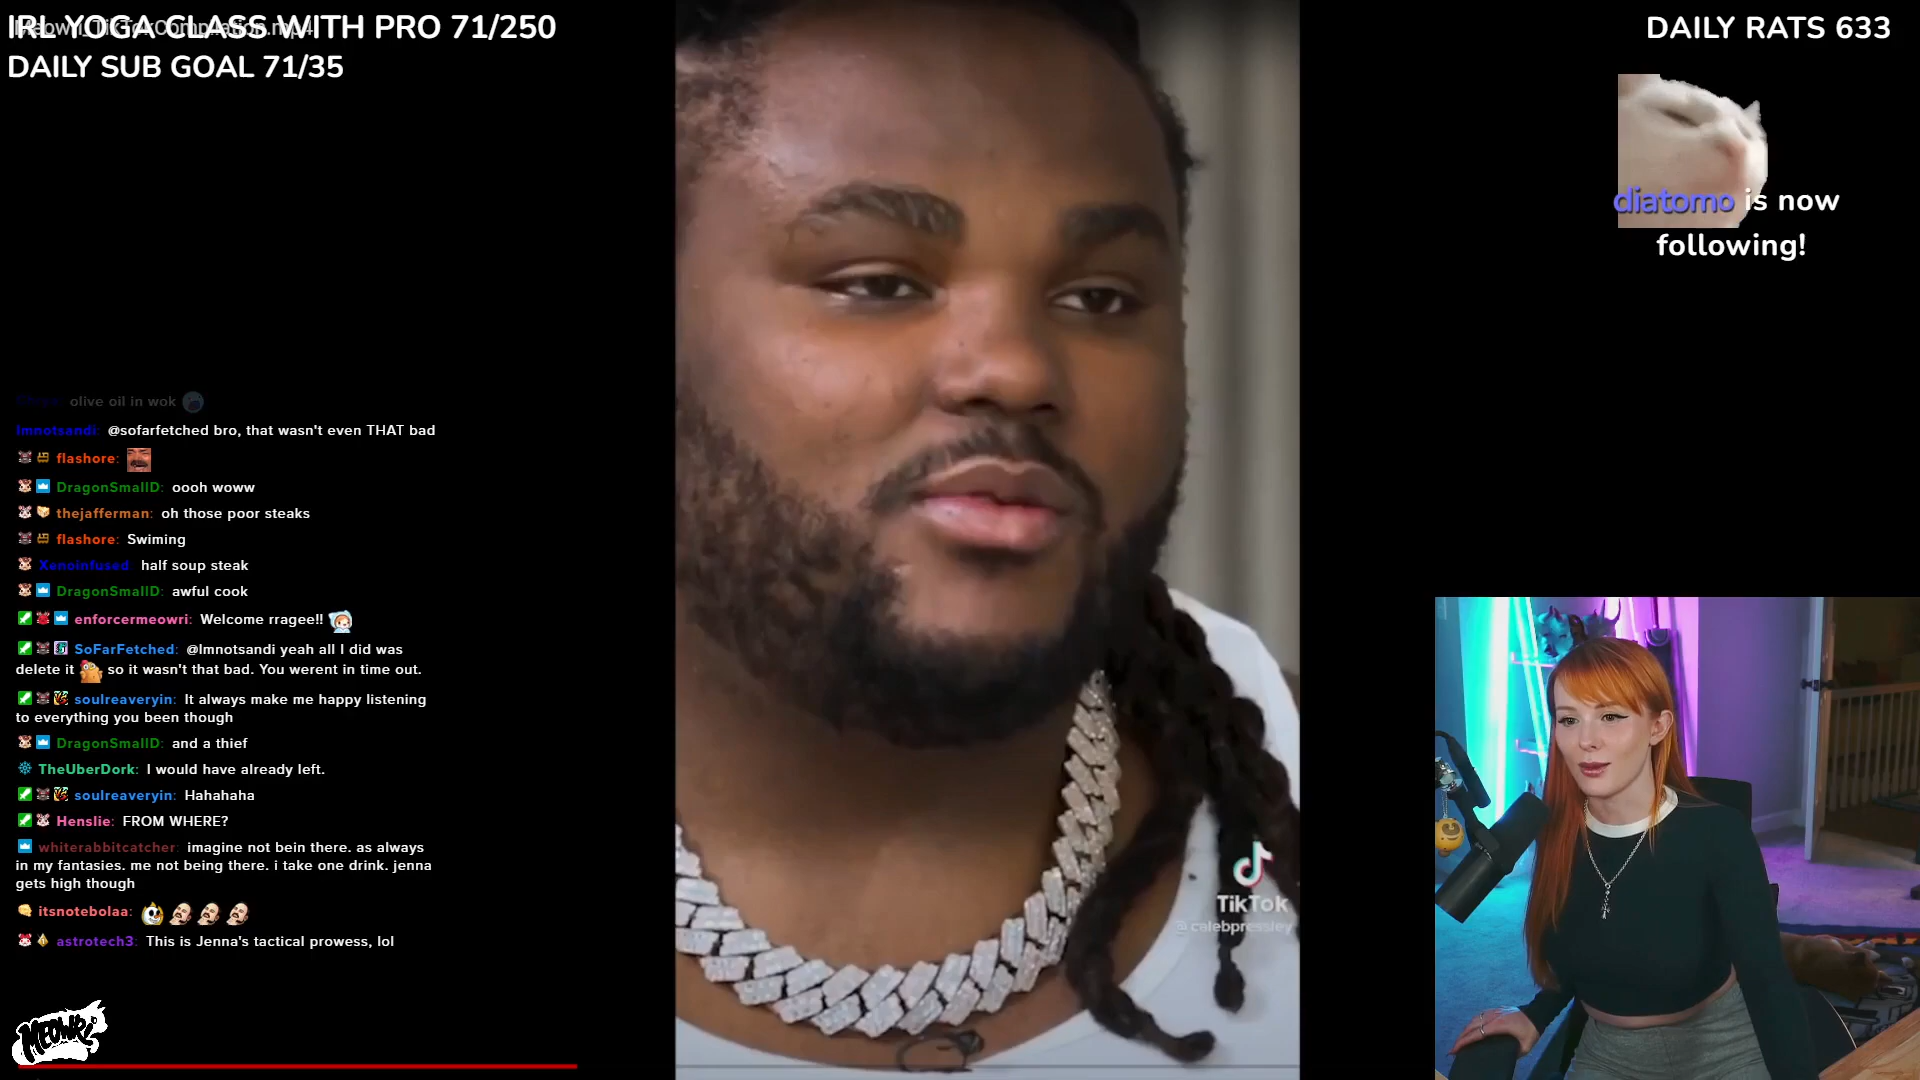 IRL YOGA CLASS WITH PRO 71/250
Meowri_TikTokCompilation.mp4
DAILY SUB GOAL 71/35
DAILY RATS 633
diatomo is now
following!
olive oil in wok
Imnotsandi: @sofarfetched bro, that wasn't even THAT bad
flashore:
DragonSmallD: oooh woww
thejafferman: oh those poor steaks
flashore: Swiming
Xenoinfused: half soup steak
DragonSmallD: awful cook
enforcermeowri: Welcome rragee!!
SoFarFetched: @Imnotsandi yeah all I did was
delete it so it wasn't that bad. You werent in time out.
soulreaveryin: It always make me happy listening
to everything you been though
DragonSmallD: and a thief
TheUberDork: I would have already left.
soulreaveryin: Hahahaha
Henslie: FROM WHERE?
whiterabbitcatcher: imagine not bein there. as always
in my fantasies. me not being there. i take one drink. jenna
gets high though
itsnotebolaa:
astrotech3: This is Jenna's tactical prowess, lol
TikTok
@calebpressley
MEOWRI